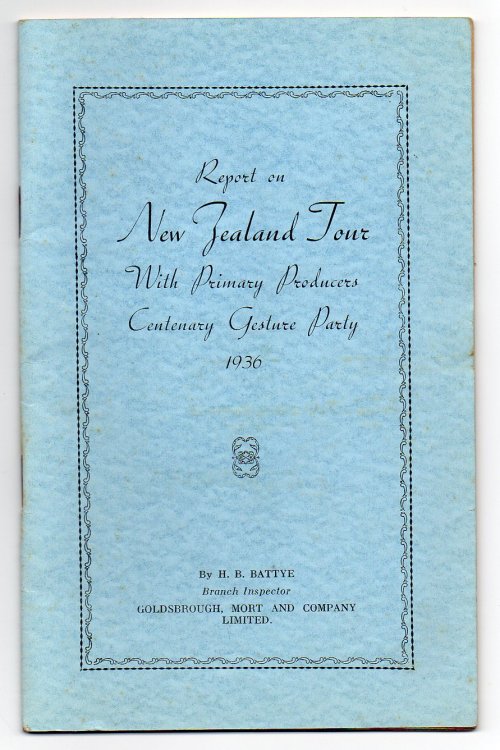 Report on
New Zealand Tour
With Primary Producers
Centenary Gesture Party
1936
By H. B. BATTYE
Branch Inspector
GOLDSBROUGH, MORT AND COMPANY
LIMITED.